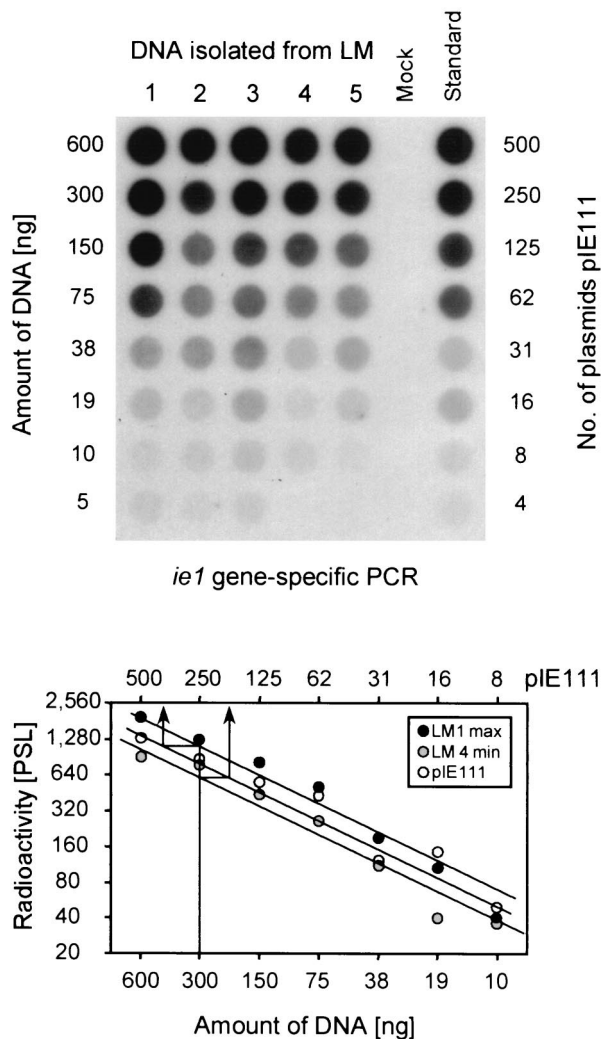 DNA isolated from LM
1 2 3 4 5 Mock Standard
Amount of DNA [ng]
No. of plasmids pIE111
600 500
300 250
150 125
75 62
38 31
19 16
10 8
5 4
ie1 gene-specific PCR
500 250 125 62 31 16 8 pIE111
Radioactivity [PSL]
2,560
1,280
640
320
160
80
40
20
LM1 max
LM 4 min
pIE111
600 300 150 75 38 19 10
Amount of DNA [ng]